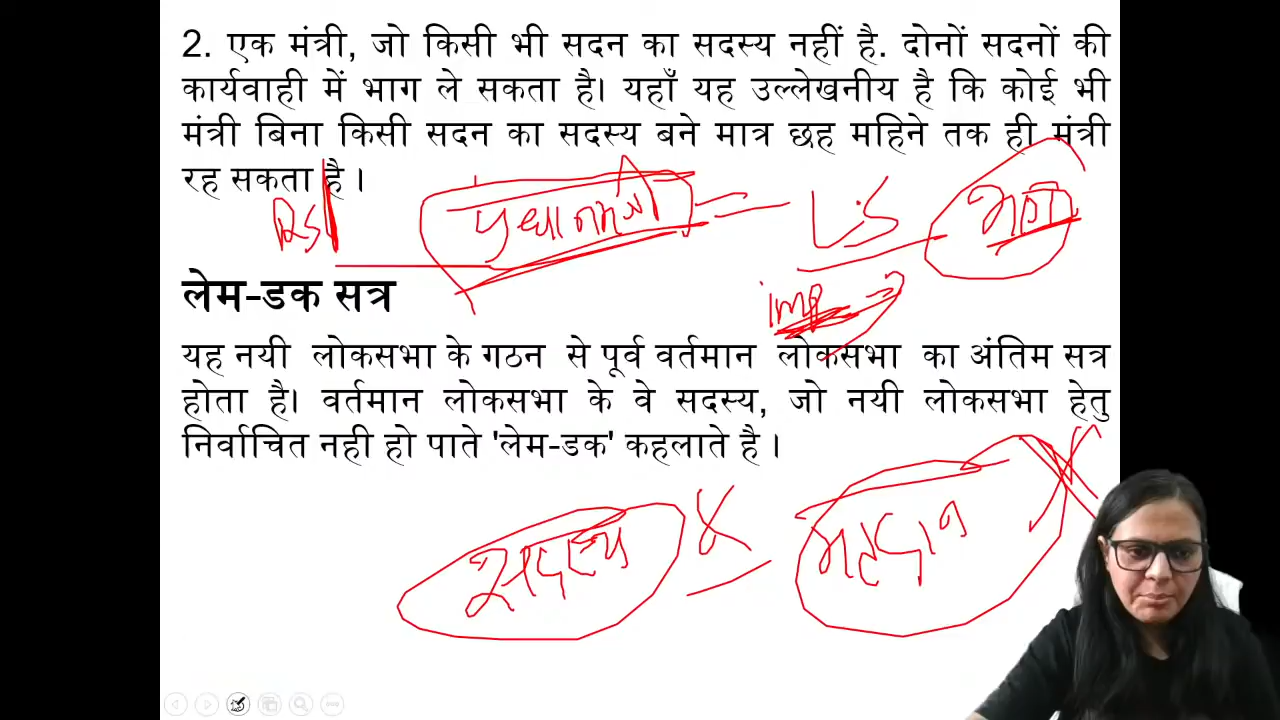 2. एक मंत्री, जो किसी भी सदन का सदस्य नहीं है. दोनों सदनों की
कार्यवाही में भाग ले सकता है। यहाँ यह उल्लेखनीय है कि कोई भी
मंत्री बिना किसी सदन का सदस्य बने मात्र छह महिने तक ही मंत्री
रह सकता है ।
RS प्रधानमंत्री = LS भाग
imp
लेम-डक सत्र
यह नयी लोकसभा के गठन से पूर्व वर्तमान लोकसभा का अंतिम सत्र
होता है। वर्तमान लोकसभा के वे सदस्य, जो नयी लोकसभा हेतु
निर्वाचित नही हो पाते 'लेम-डक' कहलाते है ।
सदस्य X मतदान X